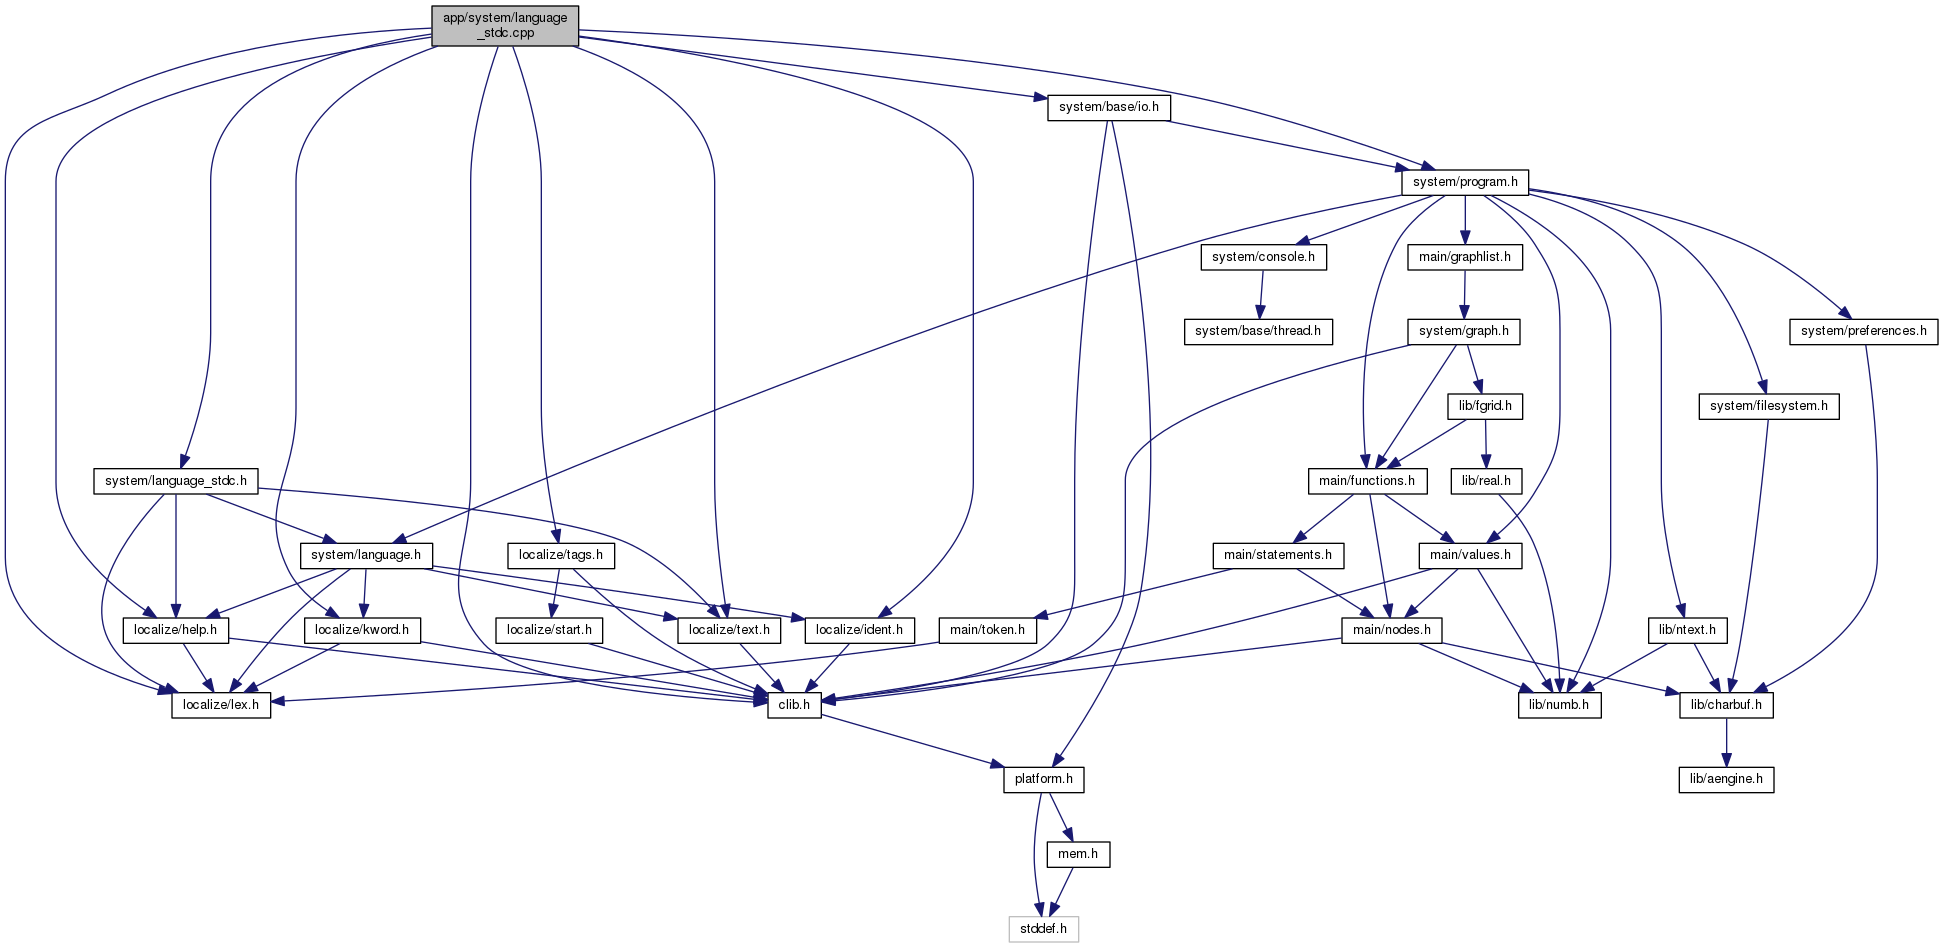 app/system/language
_stdc.cpp
system/base/io.h
system/program.h
system/console.h
main/graphlist.h
system/base/thread.h
system/graph.h
system/preferences.h
lib/fgrid.h
system/filesystem.h
system/language_stdc.h
main/functions.h
lib/real.h
system/language.h
localize/tags.h
main/statements.h
main/values.h
localize/help.h
localize/kword.h
localize/start.h
localize/text.h
localize/ident.h
main/token.h
main/nodes.h
lib/ntext.h
localize/lex.h
clib.h
lib/numb.h
lib/charbuf.h
platform.h
lib/aengine.h
mem.h
stddef.h